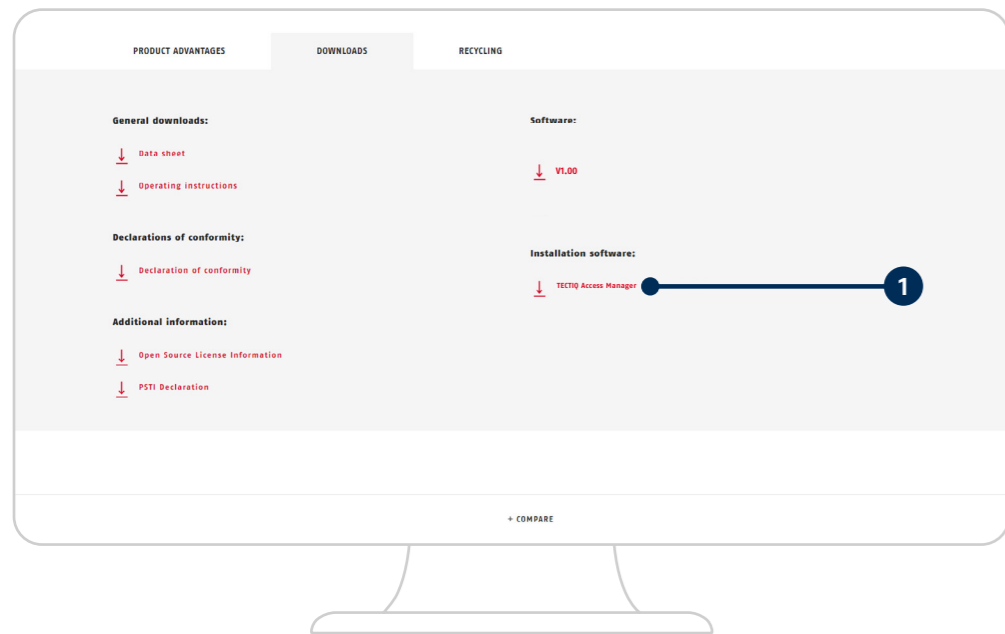 PRODUCT ADVANTAGES
DOWNLOADS
RECYCLING
General downloads:
Data sheet
Operating instructions
Declarations of conformity:
Declaration of conformity
Additional information:
Open Source License Information
PSTI Declaration
Software:
V1.00
Installation software:
TECTIQ Access Manager
1
+ COMPARE